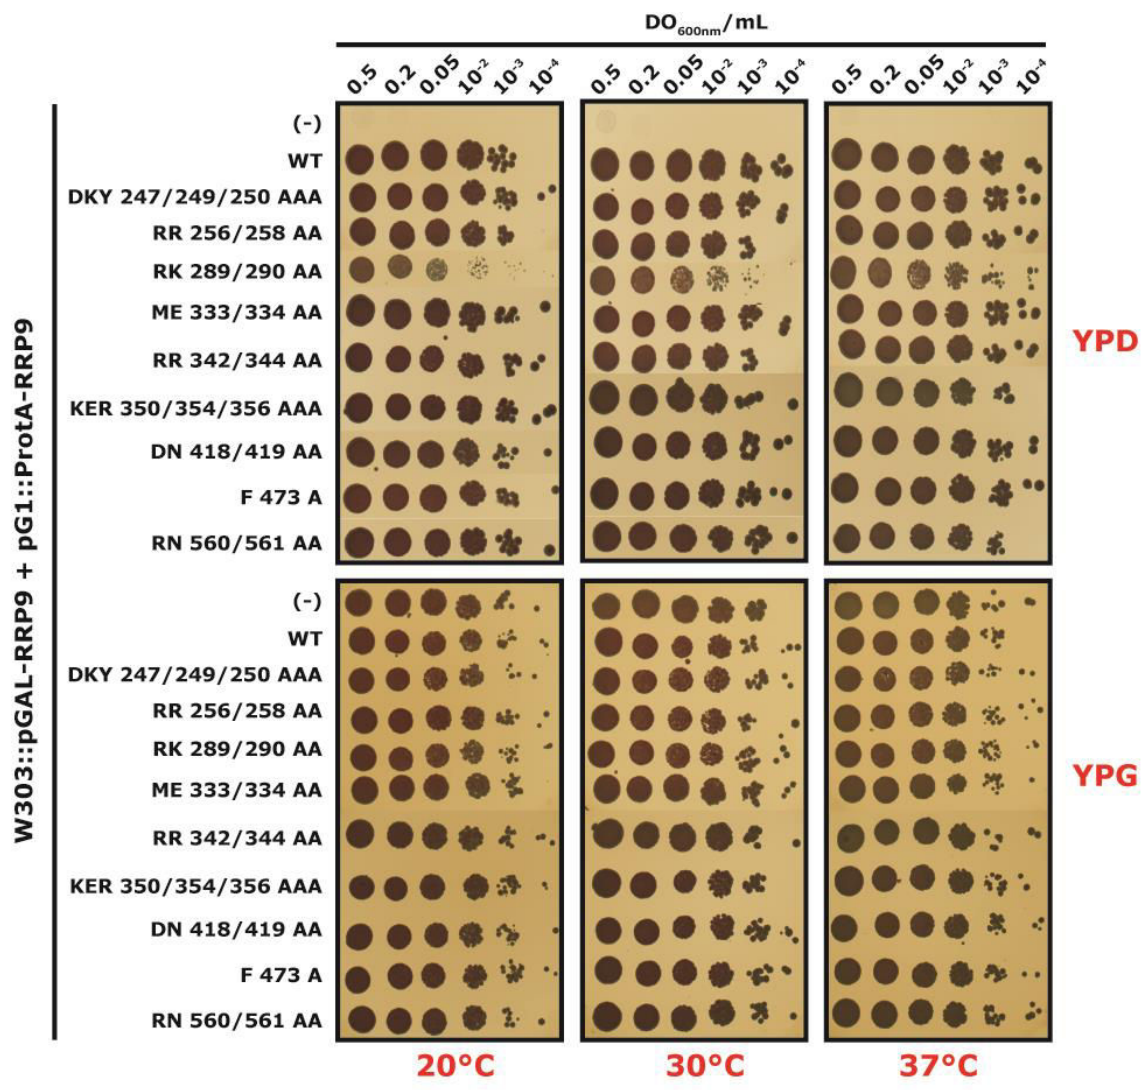 DO600nm/mL
0.5 0.2 0.05 10-2 10-3 10-4 0.5 0.2 0.05 10-2 10-3 10-4 0.5 0.2 0.05 10-2 10-3 10-4
W303::pGAL-RRP9 + pG1::ProtA-RRP9
(-)
WT
DKY 247/249/250 AAA
RR 256/258 AA
RK 289/290 AA
ME 333/334 AA
RR 342/344 AA
KER 350/354/356 AAA
DN 418/419 AA
F 473 A
RN 560/561 AA
YPD
(-)
WT
DKY 247/249/250 AAA
RR 256/258 AA
RK 289/290 AA
ME 333/334 AA
RR 342/344 AA
KER 350/354/356 AAA
DN 418/419 AA
F 473 A
RN 560/561 AA
YPG
20°C 30°C 37°C